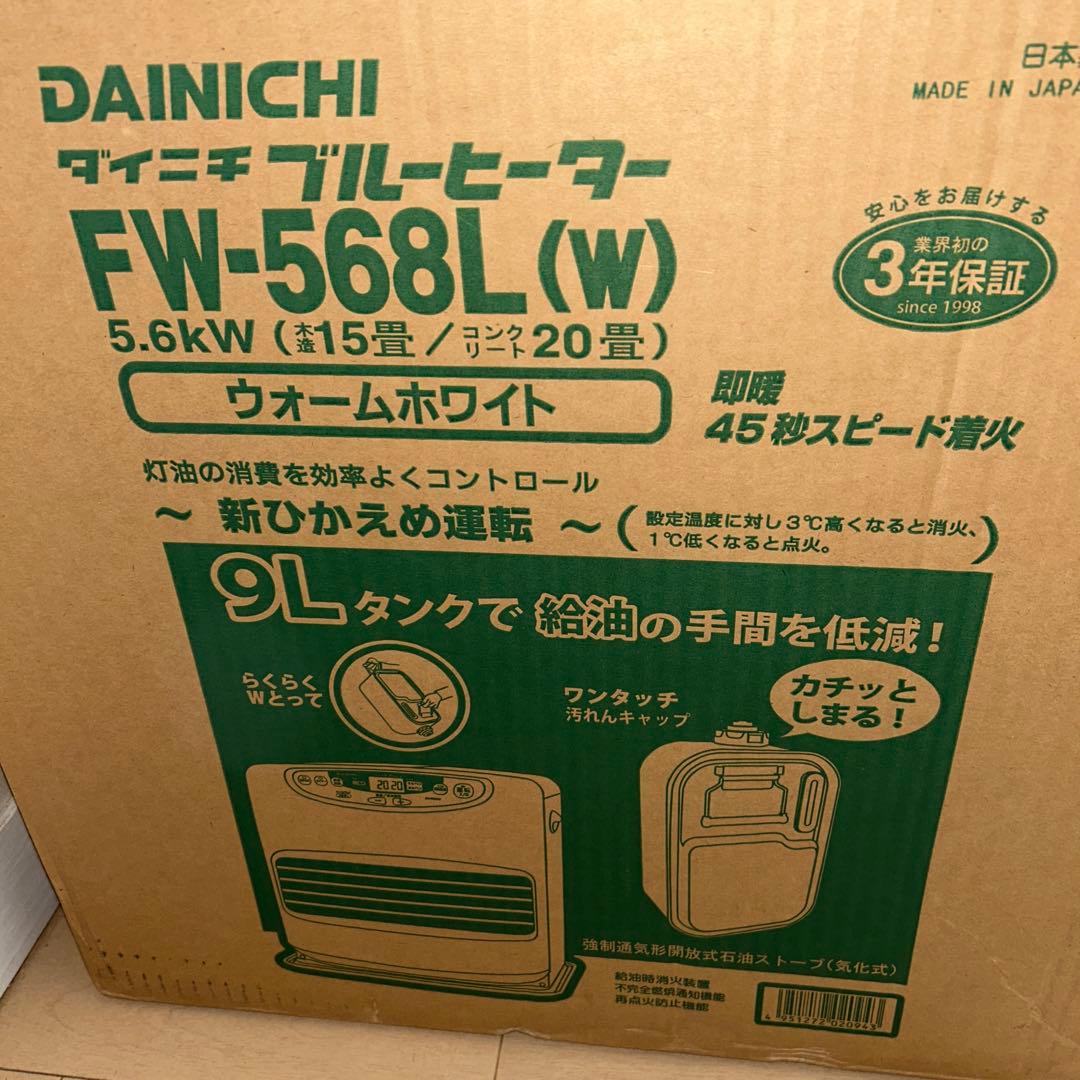 DAINICHI
ダイニチ ブルーヒーター
FW-568L(W)
5.6kW (木造15畳/コンクリート20畳)
ウォームホワイト
日本
MADE IN JAPA
安心をお届けする
業界初の
3年保証
since 1998
即暖
45秒スピード着火
灯油の消費を効率よくコントロール
～ 新ひかえめ運転 ～
(設定温度に対し3℃高くなると消火、
1℃低くなると点火。)
9Lタンクで 給油の手間を低減!
らくらく
Wとって
ワンタッチ
汚れんキャップ
カチッと
しまる!
20 20
強制通気形開放式石油ストーブ(気化式)
給油時消火装置
不完全燃焼通知機能
再点火防止機能
4 951272 020943